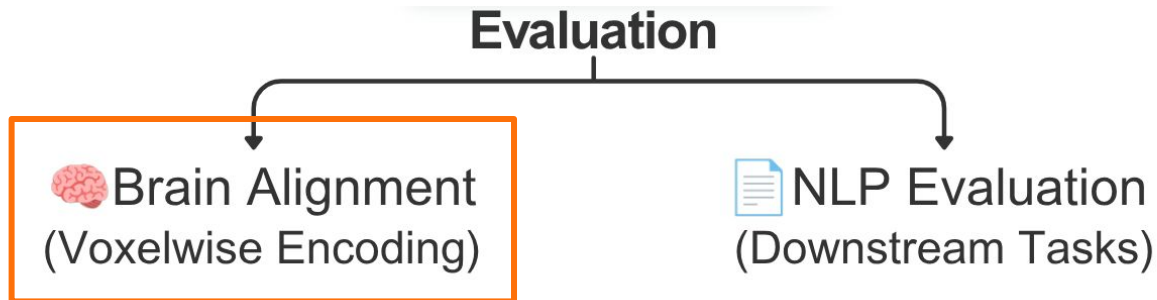 Evaluation
Brain Alignment
(Voxelwise Encoding)
NLP Evaluation
(Downstream Tasks)